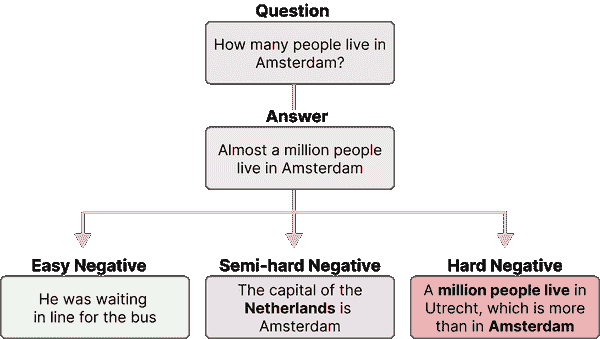 Question
How many people live in
Amsterdam?
Answer
Almost a million people
live in Amsterdam
Easy Negative
He was waiting
in line for the bus
Semi-hard Negative
The capital of the
Netherlands is
Amsterdam
Hard Negative
A million people live in
Utrecht, which is more
than in Amsterdam